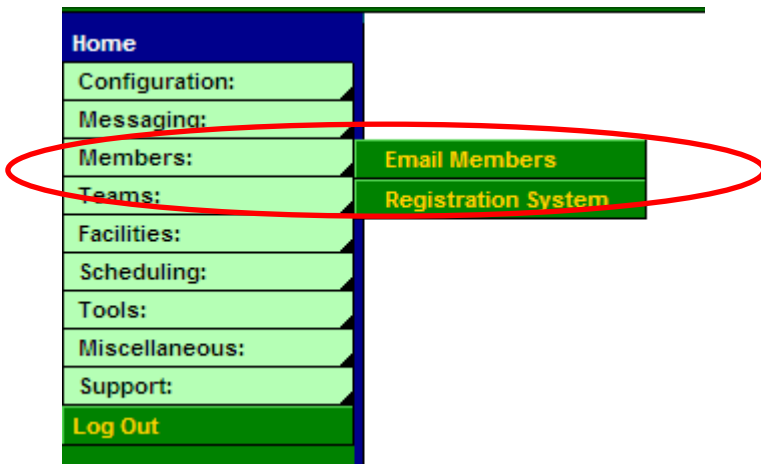 Home
Configuration:
Messaging:
Members:
Email Members
Teams:
Registration System
Facilities:
Scheduling:
Tools:
Miscellaneous:
Support:
Log Out